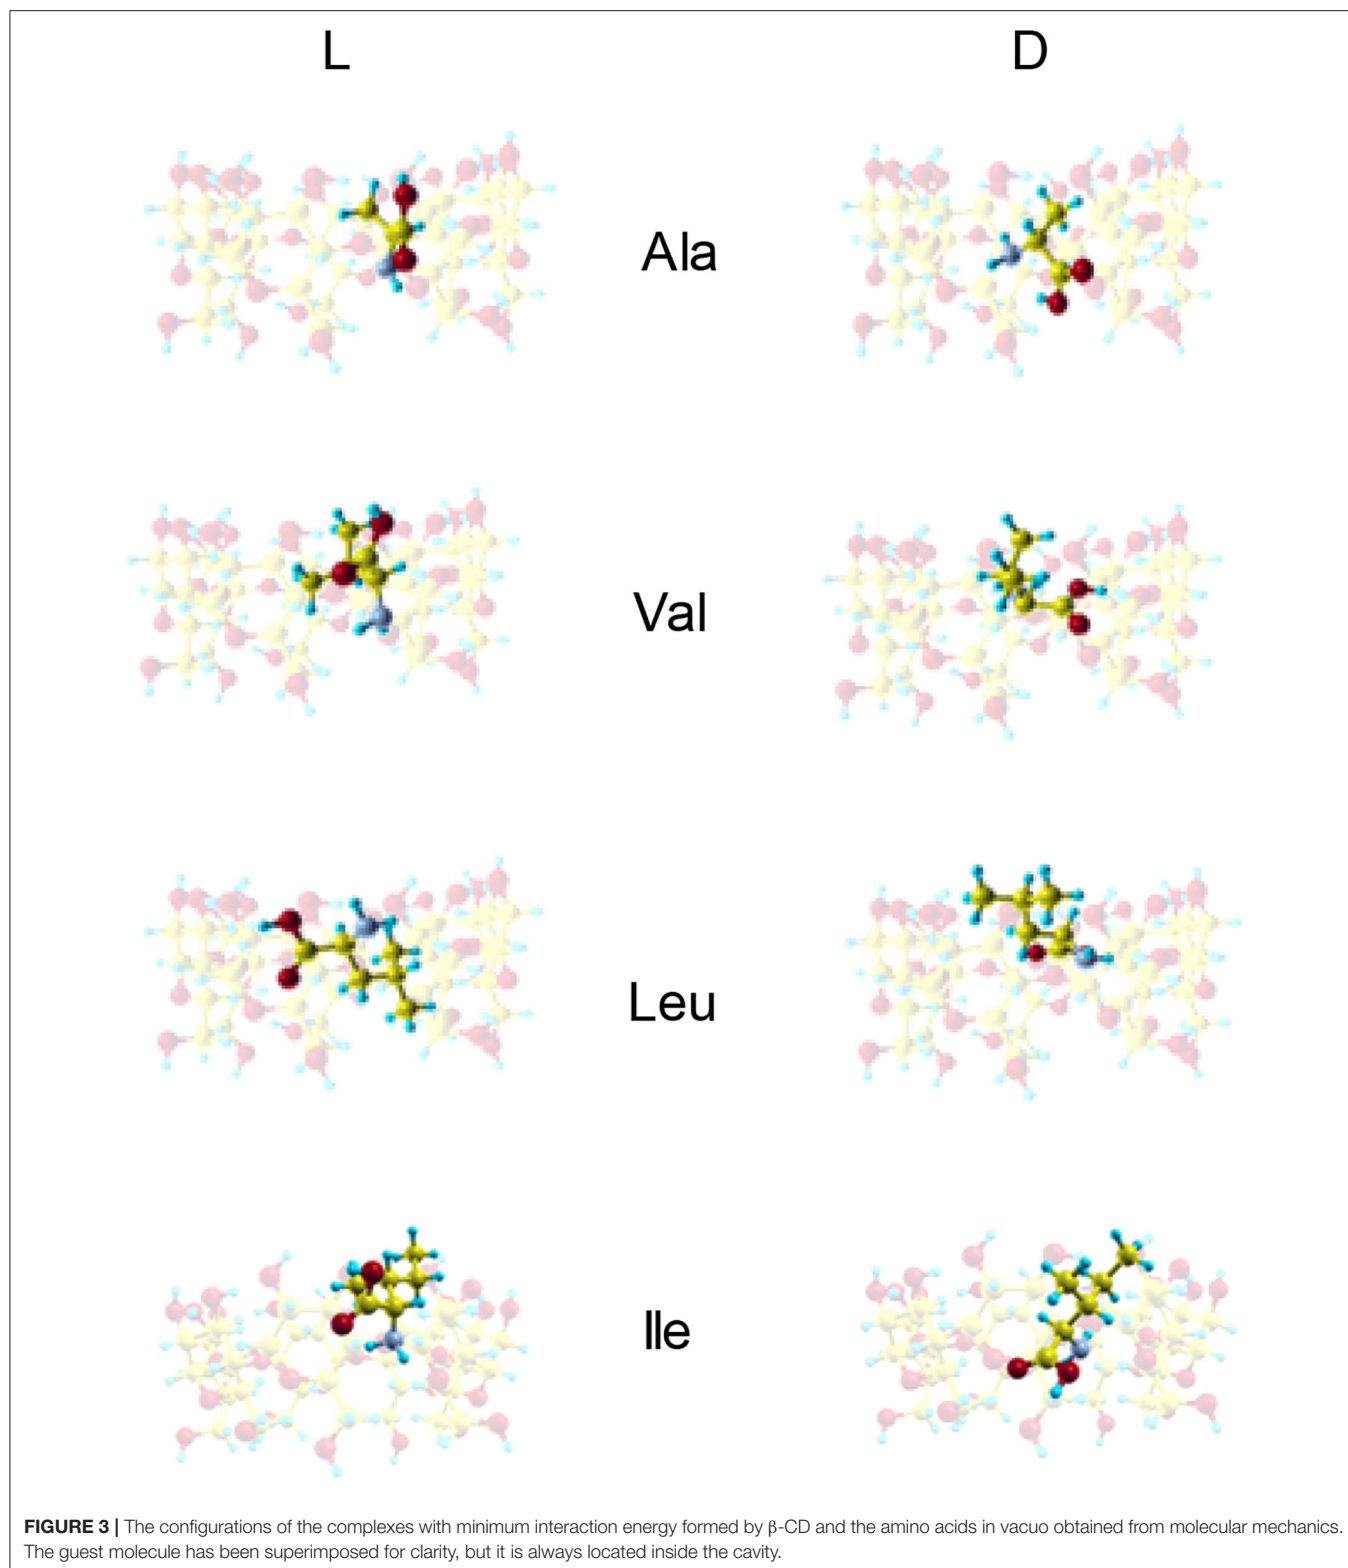 L D
Ala
Val
Leu
Ile
FIGURE 3 | The configurations of the complexes with minimum interaction energy formed by β-CD and the amino acids in vacuo obtained from molecular mechanics.
The guest molecule has been superimposed for clarity, but it is always located inside the cavity.